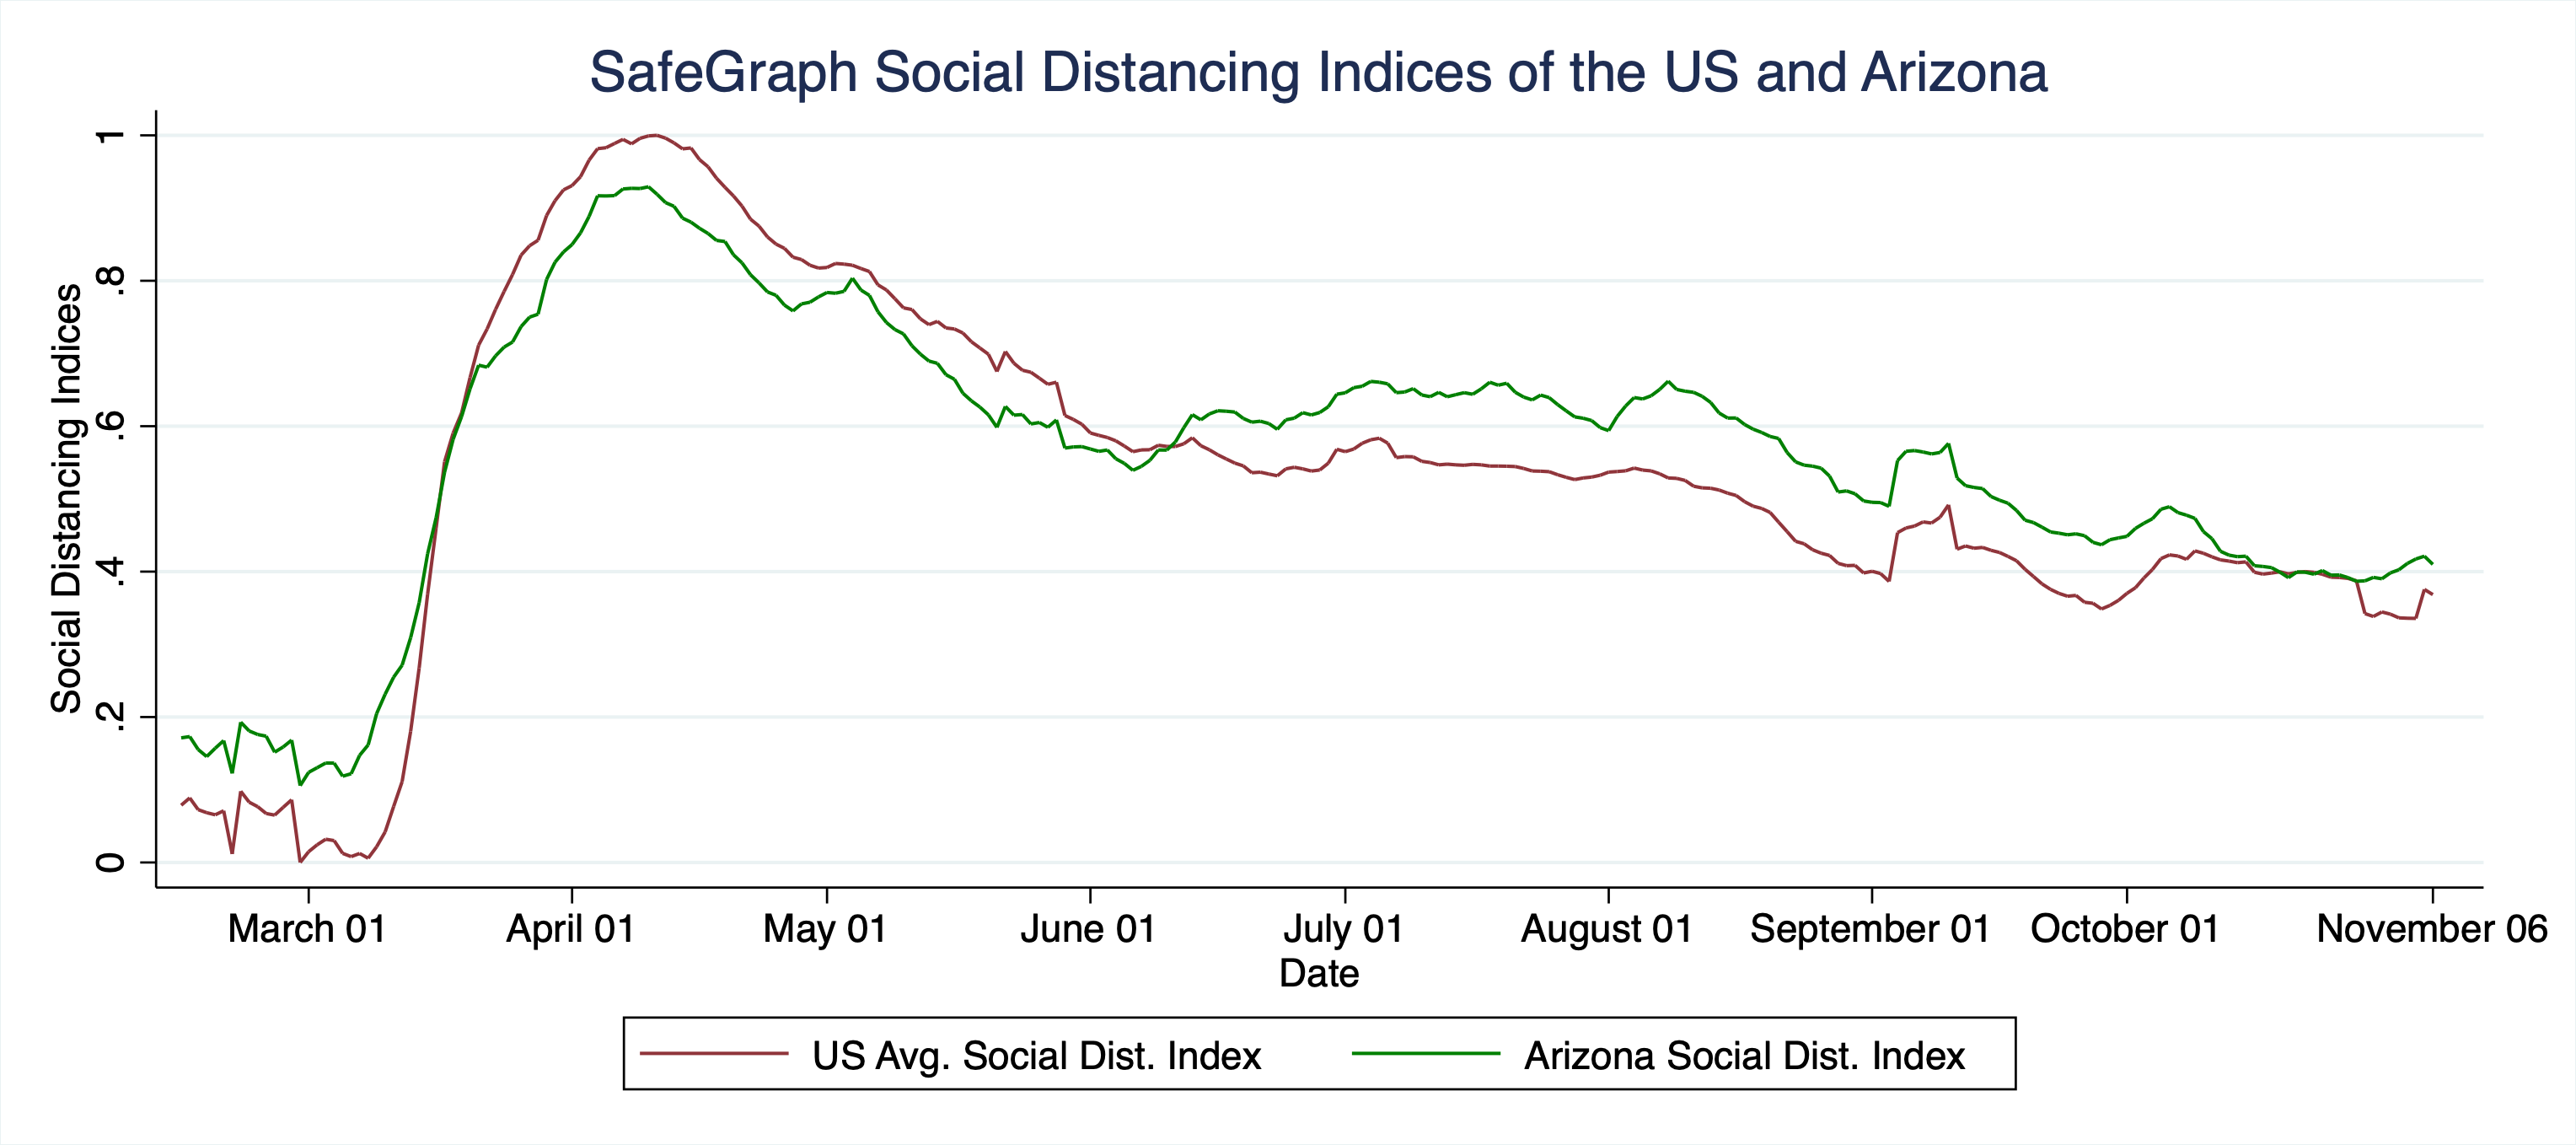 SafeGraph Social Distancing Indices of the US and Arizona
Social Distancing Indices
1
.8
.6
.4
.2
0
March 01 April 01 May 01 June 01 July 01 August 01 September 01 October 01 November 06
Date
US Avg. Social Dist. Index Arizona Social Dist. Index